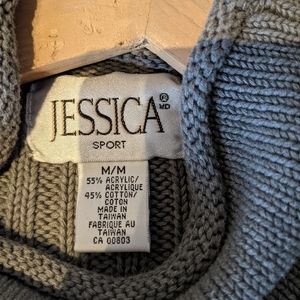 JESSICA ® MD
SPORT
M/M
55% ACRYLIC/
ACRYLIQUE
45% COTTON/
COTON
MADE IN
TAIWAN
FABRIQUE AU
TAIWAN
CA 00803